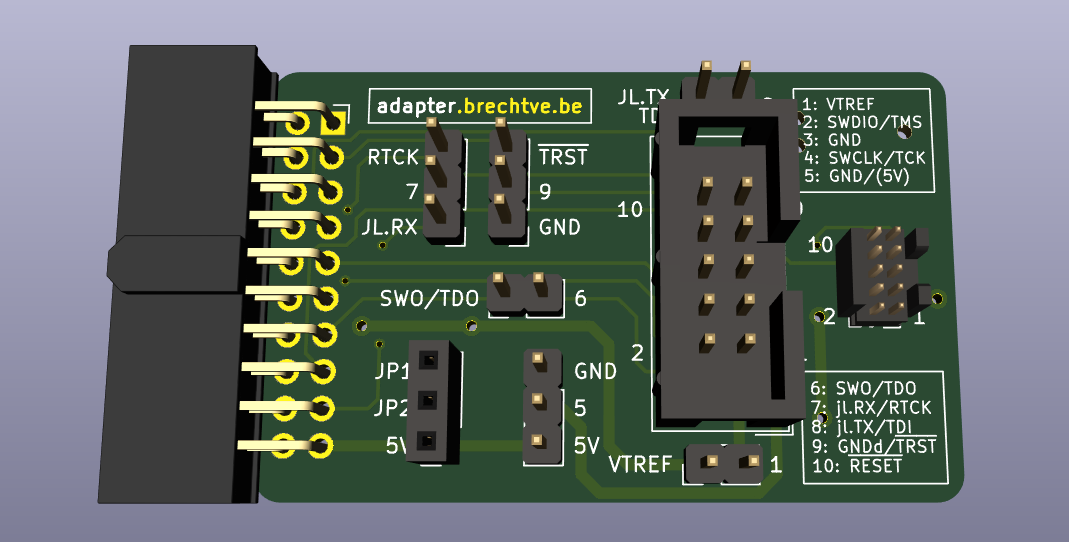 adapter.brechtve.be
JL.TX
1: VTREF
2: SWDIO/TMS
3: GND
4: SWCLK/TCK
5: GND/(5V)
RTCK
TRST
7
9
10
JL.RX
GND
10
SWO/TDO
6
2
1
2
JP1
GND
JP2
5
5V
5V
VTREF
1
6: SWO/TDO
7: jl.RX/RTCK
8: jl.TX/TDI
9: GNDd/TRST
10: RESET